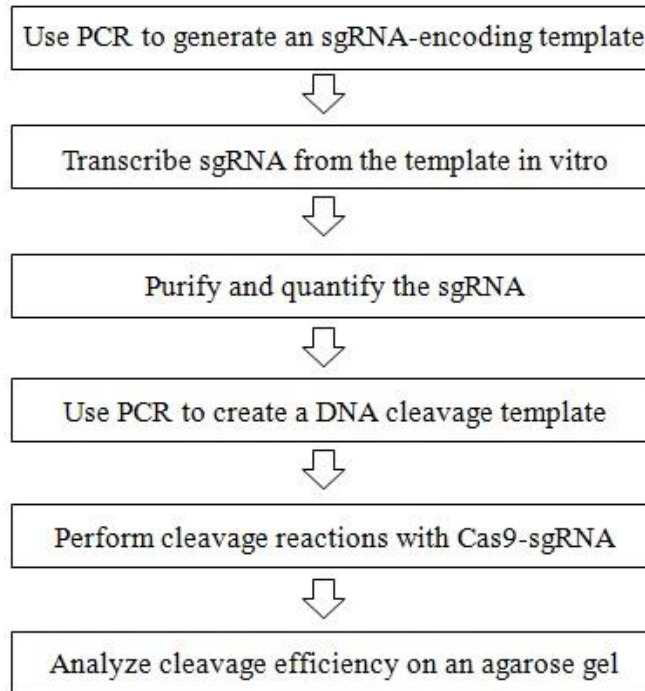 Use PCR to generate an sgRNA-encoding template
Transcribe sgRNA from the template in vitro
Purify and quantify the sgRNA
Use PCR to create a DNA cleavage template
Perform cleavage reactions with Cas9-sgRNA
Analyze cleavage efficiency on an agarose gel